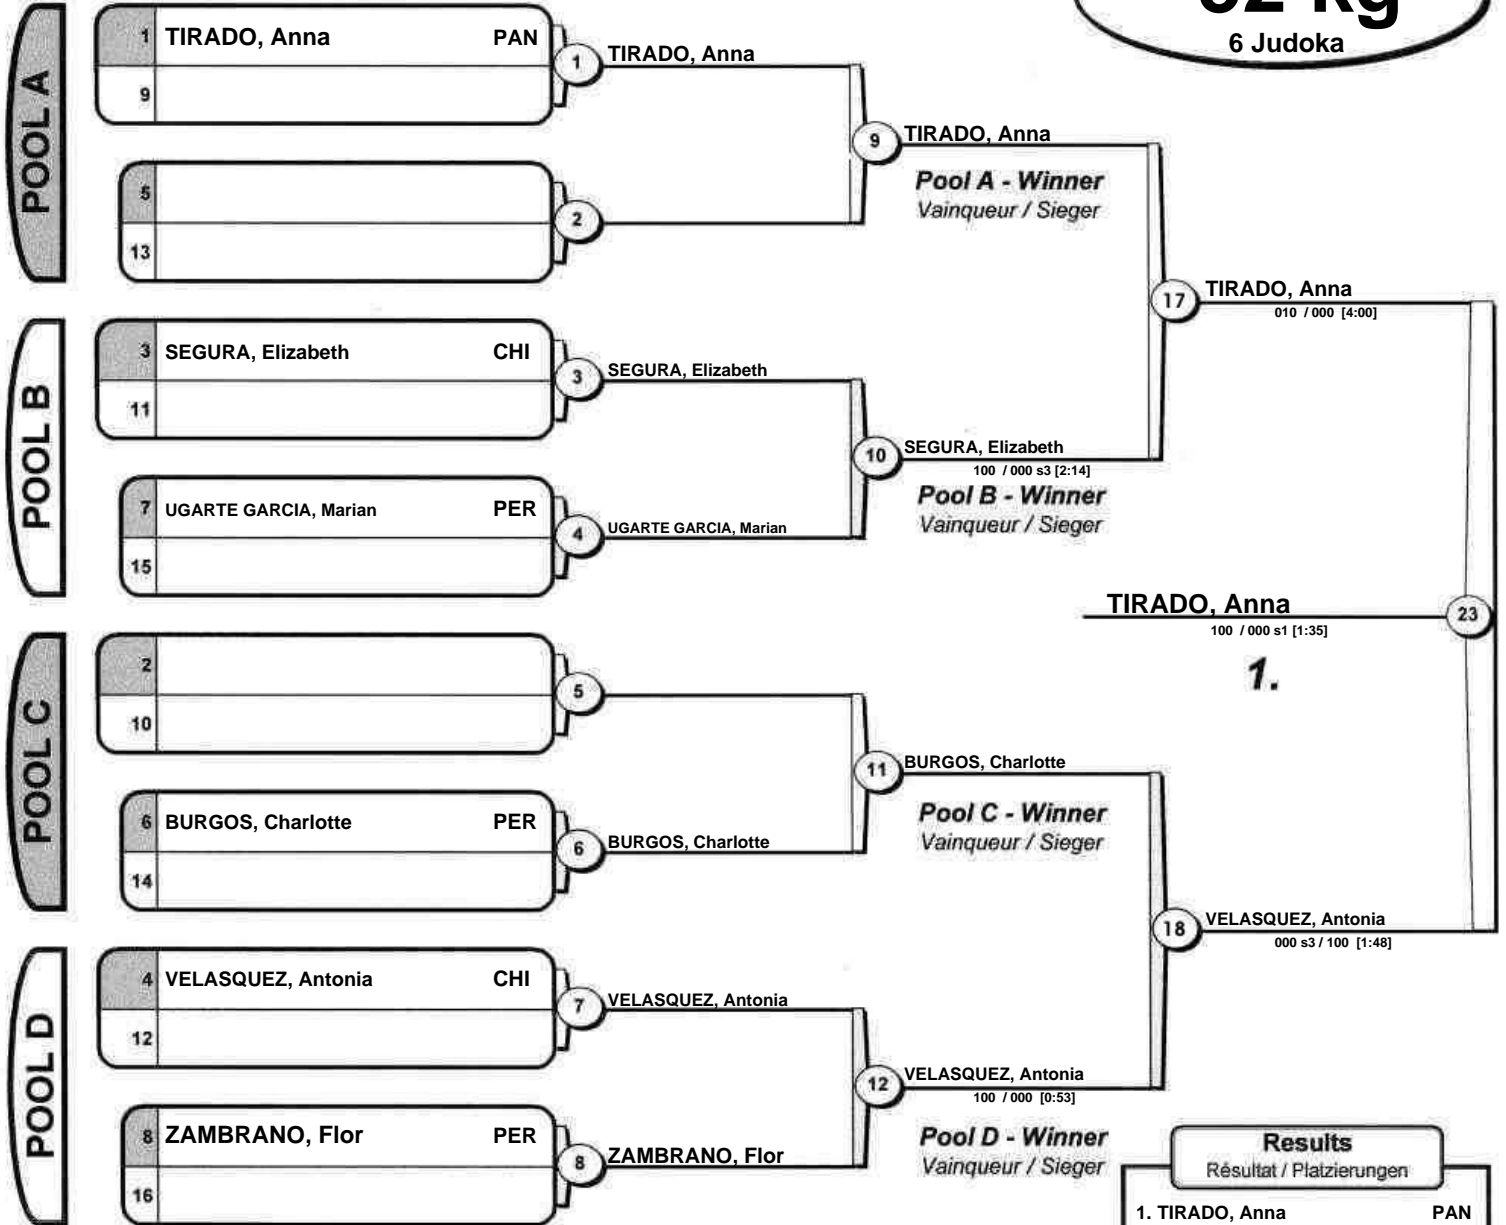 6 Judoka
POOL A
1 TIRADO, Anna PAN
9
5
13
1 TIRADO, Anna
2
9 TIRADO, Anna
Pool A - Winner
Vainqueur / Sieger
POOL B
3 SEGURA, Elizabeth CHI
11
7 UGARTE GARCIA, Marian PER
15
3 SEGURA, Elizabeth
4 UGARTE GARCIA, Marian
10 SEGURA, Elizabeth
100 / 000 s3 [2:14]
Pool B - Winner
Vainqueur / Sieger
17 TIRADO, Anna
010 / 000 [4:00]
TIRADO, Anna 23
100 / 000 s1 [1:35]
1.
POOL C
2
10
6 BURGOS, Charlotte PER
14
5
6 BURGOS, Charlotte
11 BURGOS, Charlotte
Pool C - Winner
Vainqueur / Sieger
18 VELASQUEZ, Antonia
000 s3 / 100 [1:48]
POOL D
4 VELASQUEZ, Antonia CHI
12
8 ZAMBRANO, Flor PER
16
7 VELASQUEZ, Antonia
8 ZAMBRANO, Flor
12 VELASQUEZ, Antonia
100 / 000 [0:53]
Pool D - Winner
Vainqueur / Sieger
Results
Résultat / Platzierungen
1. TIRADO, Anna PAN